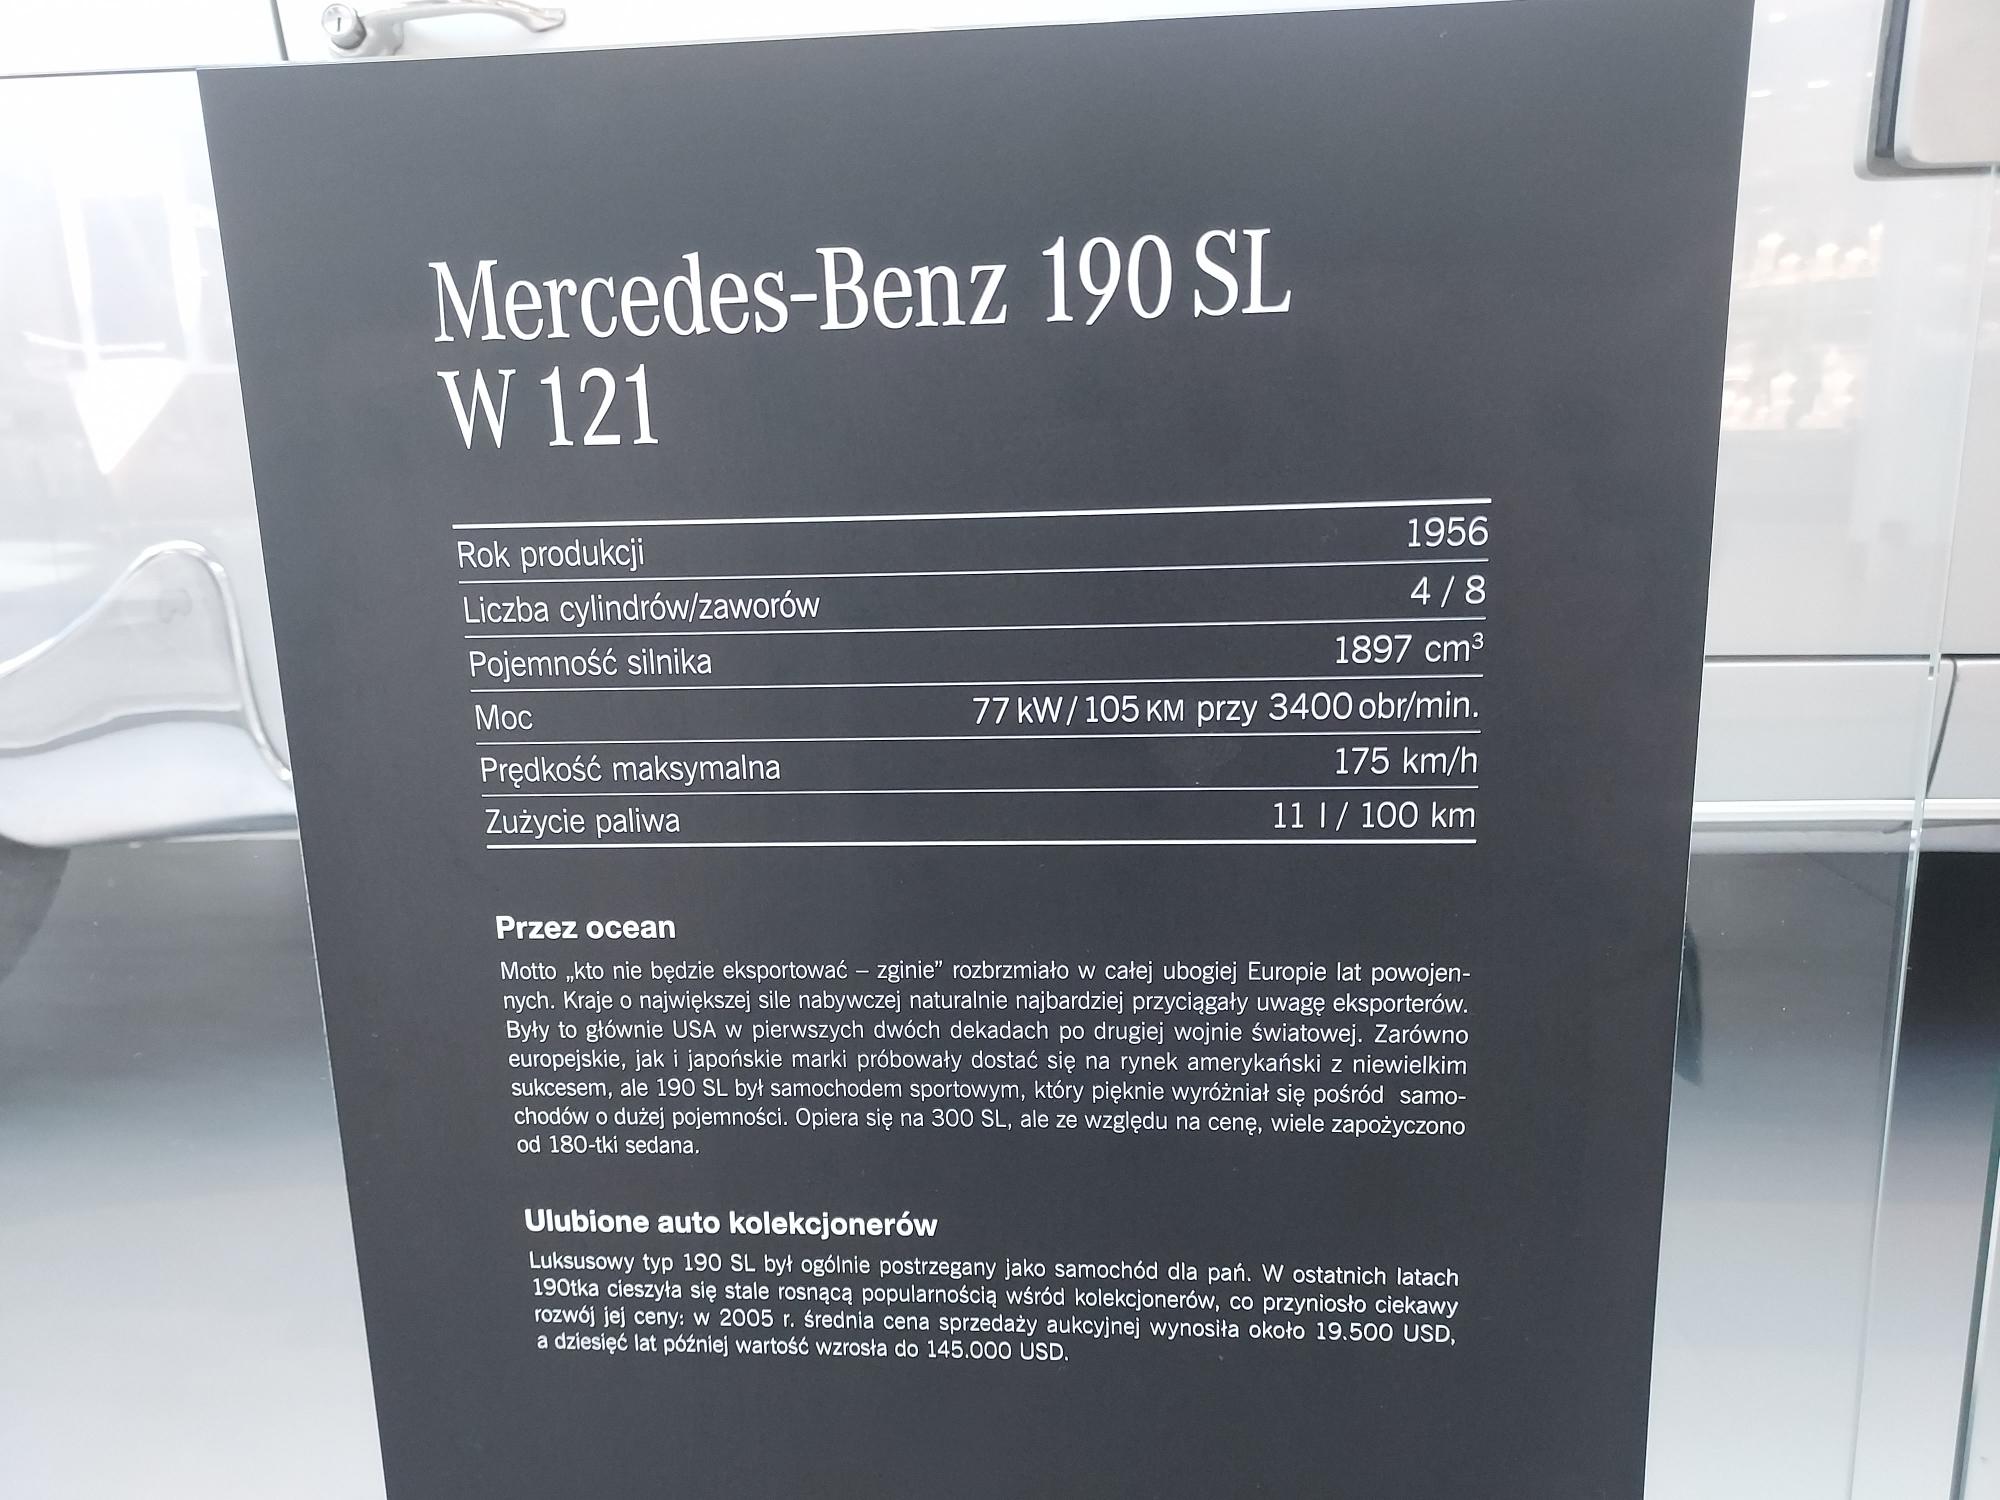 Mercedes-Benz 190 SL
W 121
Rok produkcji 1956
Liczba cylindrów/zaworów 4 / 8
Pojemność silnika 1897 cm³
Moc 77 kW / 105 KM przy 3400 obr/min.
Prędkość maksymalna 175 km/h
Zużycie paliwa 11 l / 100 km
Przez ocean
Motto „kto nie będzie eksportować – zginie” rozbrzmiało w całej ubogiej Europie lat powojen-
nych. Kraje o największej sile nabywczej naturalnie najbardziej przyciągały uwagę eksporterów.
Były to głównie USA w pierwszych dwóch dekadach po drugiej wojnie światowej. Zarówno
europejskie, jak i japońskie marki próbowały dostać się na rynek amerykański z niewielkim
sukcesem, ale 190 SL był samochodem sportowym, który pięknie wyróżniał się pośród samo-
chodów o dużej pojemności. Opiera się na 300 SL, ale ze względu na cenę, wiele zapożyczono
od 180-tki sedana.
Ulubione auto kolekcjonerów
Luksusowy typ 190 SL był ogólnie postrzegany jako samochód dla pań. W ostatnich latach
190tka cieszyła się stale rosnącą popularnością wśród kolekcjonerów, co przyniosło ciekawy
rozwój jej ceny: w 2005 r. średnia cena sprzedaży aukcyjnej wynosiła około 19.500 USD,
a dziesięć lat później wartość wzrosła do 145.000 USD.